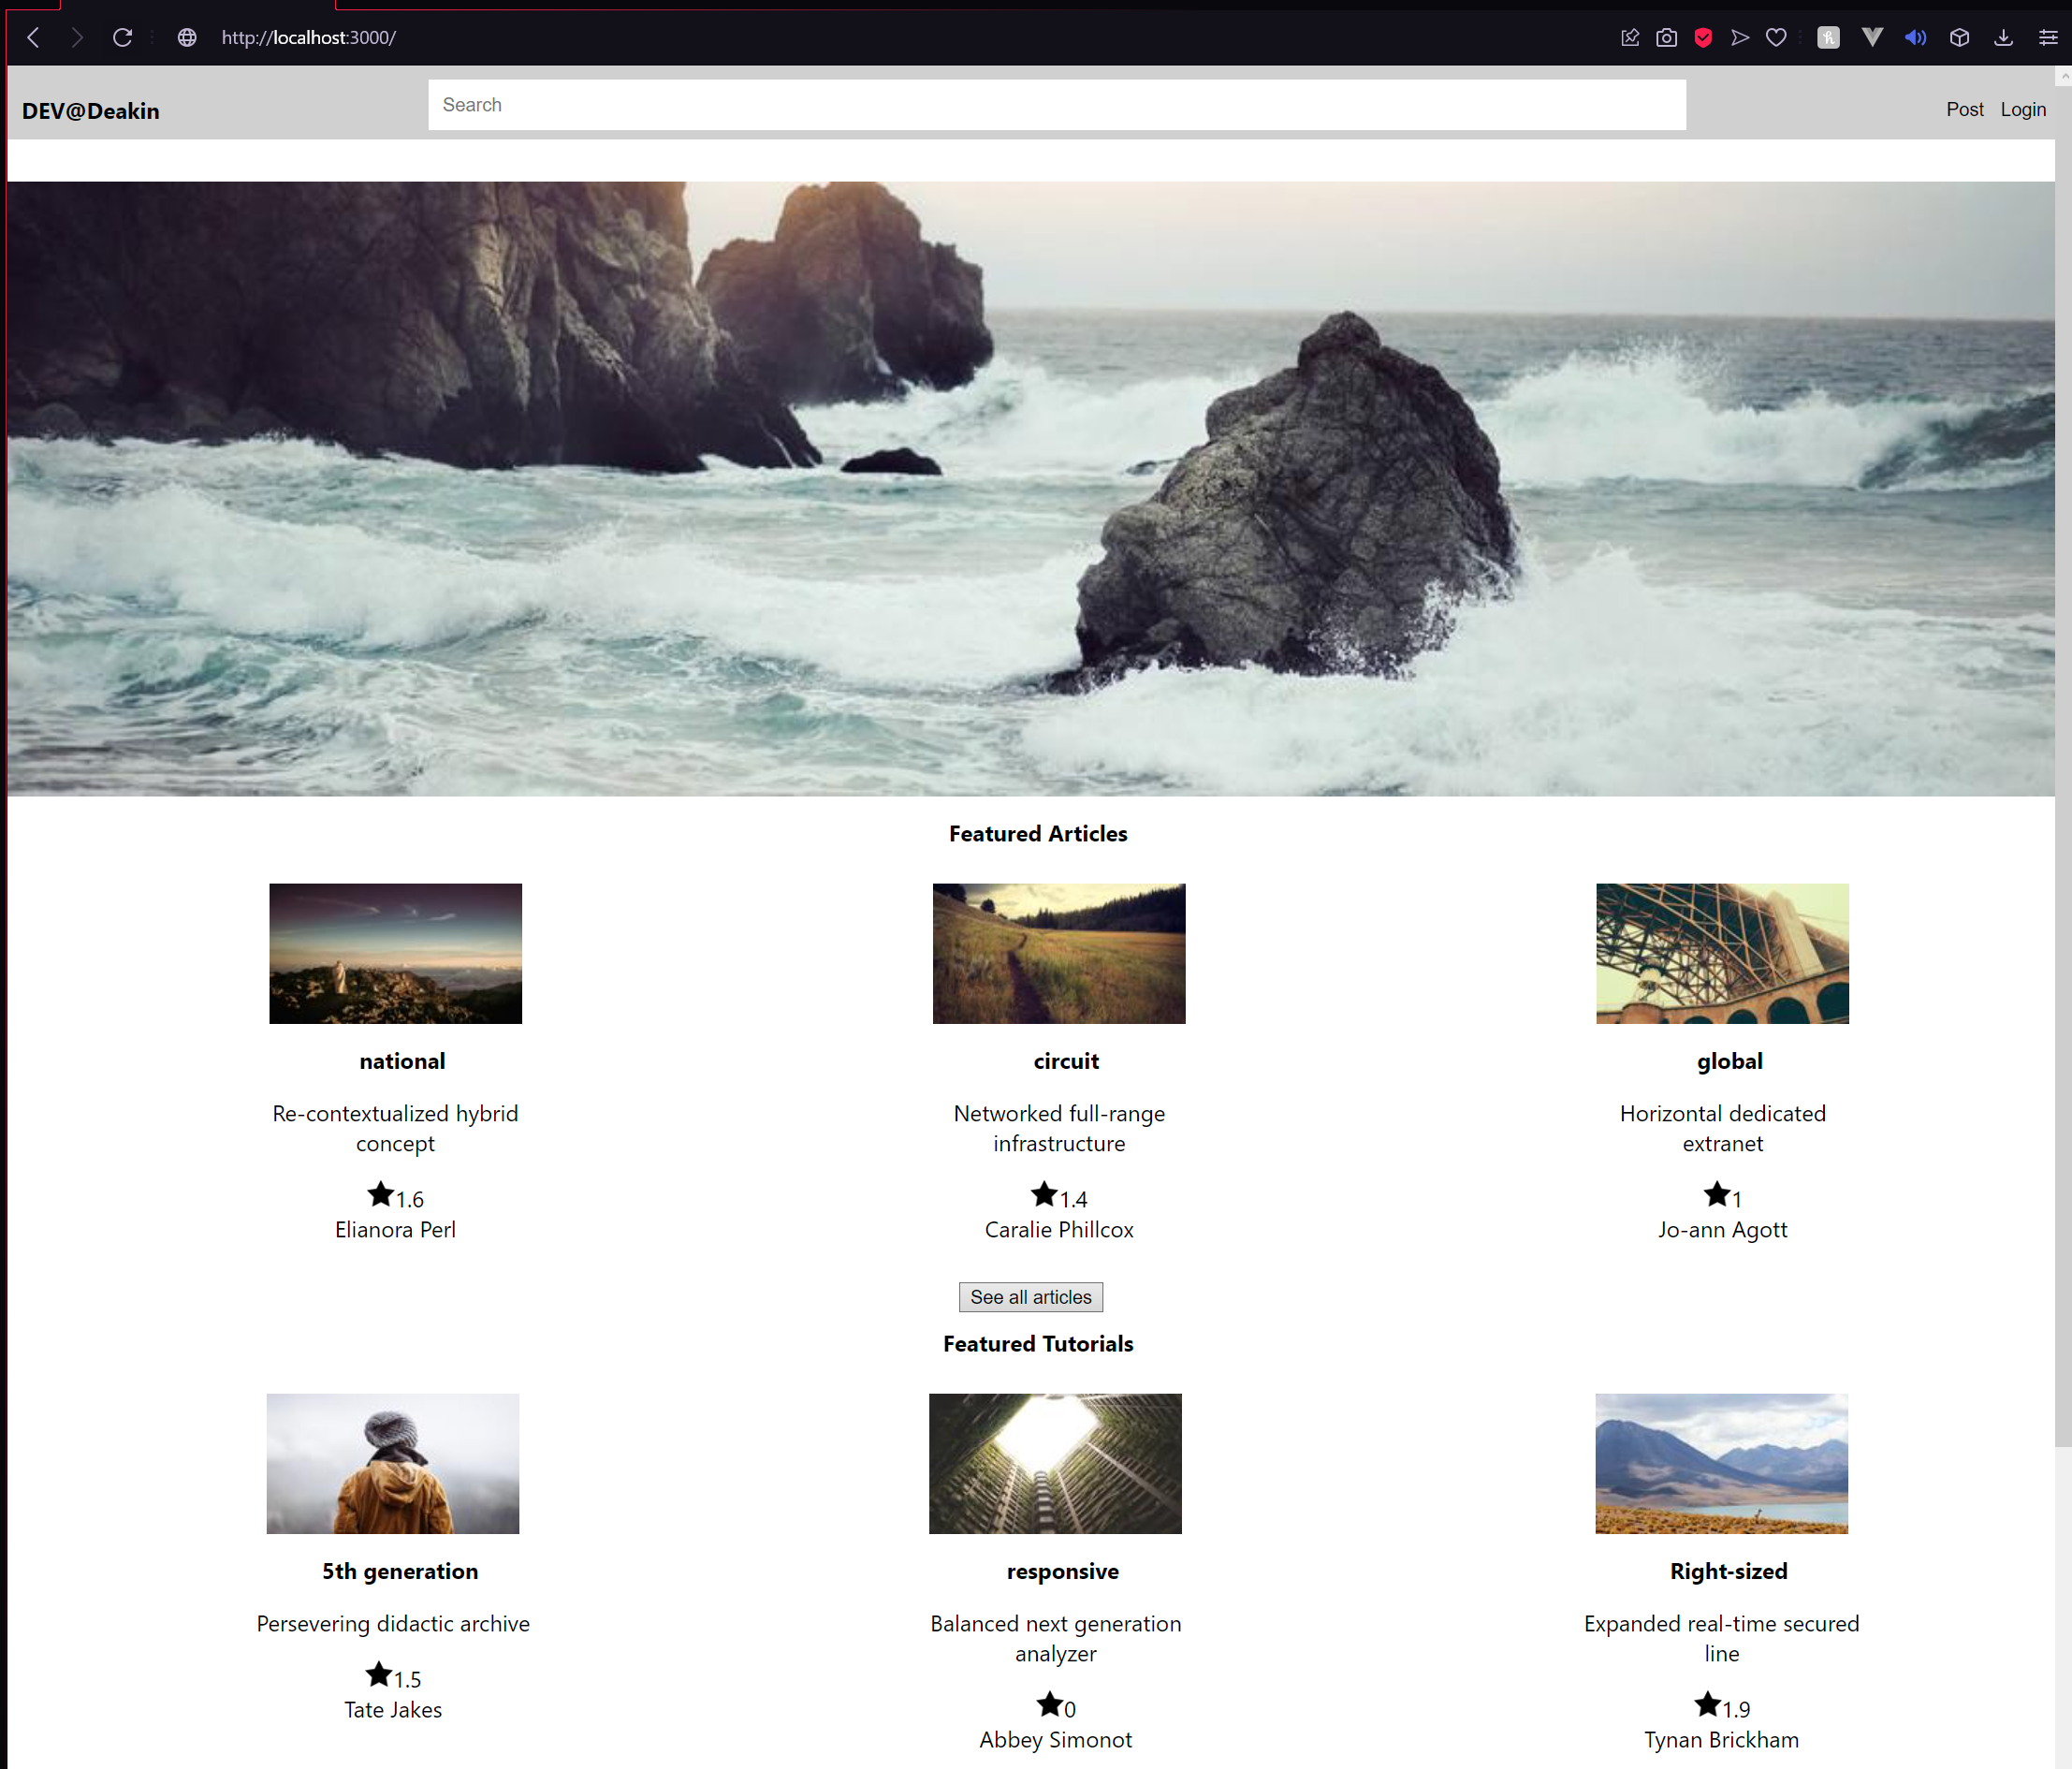 http://localhost:3000/
DEV@Deakin
Search
Post Login
Featured Articles
national
Re-contextualized hybrid
concept
1.6
Elianora Perl
circuit
Networked full-range
infrastructure
1.4
Caralie Phillcox
global
Horizontal dedicated
extranet
1
Jo-ann Agott
See all articles
Featured Tutorials
5th generation
Persevering didactic archive
1.5
Tate Jakes
responsive
Balanced next generation
analyzer
0
Abbey Simonot
Right-sized
Expanded real-time secured
line
1.9
Tynan Brickham